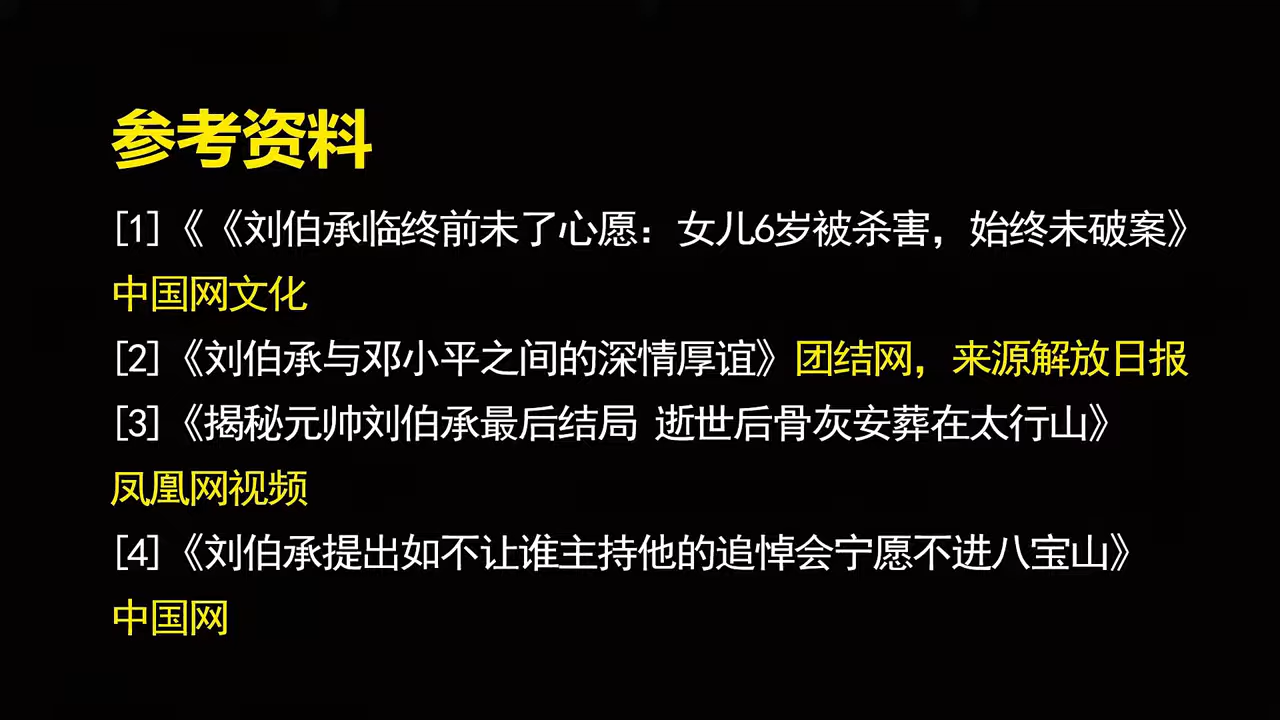 参考资料
[1]《《刘伯承临终前未了心愿：女儿6岁被杀害，始终未破案》
中国网文化
[2]《刘伯承与邓小平之间的深情厚谊》团结网，来源解放日报
[3]《揭秘元帅刘伯承最后结局 逝世后骨灰安葬在太行山》
凤凰网视频
[4]《刘伯承提出如不让谁主持他的追悼会宁愿不进八宝山》
中国网